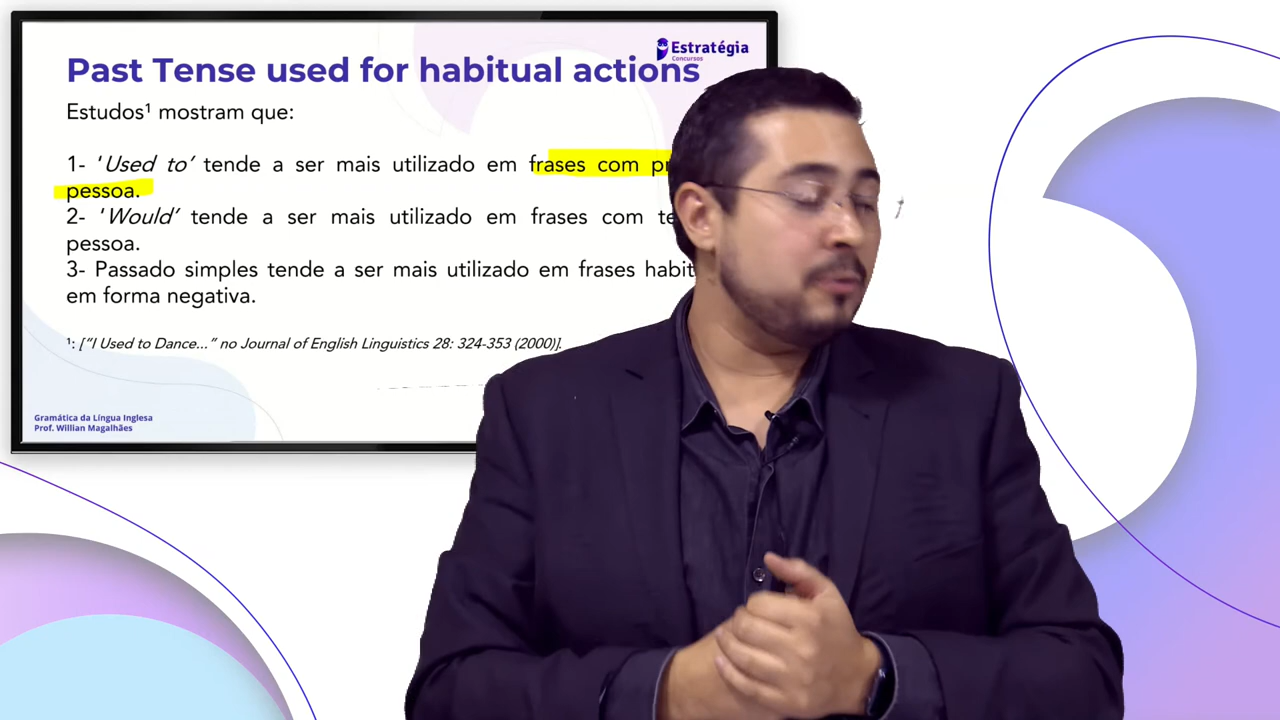 Estratégia
Concursos
Past Tense used for habitual actions
Estudos¹ mostram que:
1- 'Used to' tende a ser mais utilizado em frases com
pessoa.
2- 'Would' tende a ser mais utilizado em frases com
pessoa.
3- Passado simples tende a ser mais utilizado em frases
em forma negativa.
¹: ["I Used to Dance..." no Journal of English Linguistics 28: 324-353 (2000)].
Gramática da Língua Inglesa
Prof. Willian Magalhães